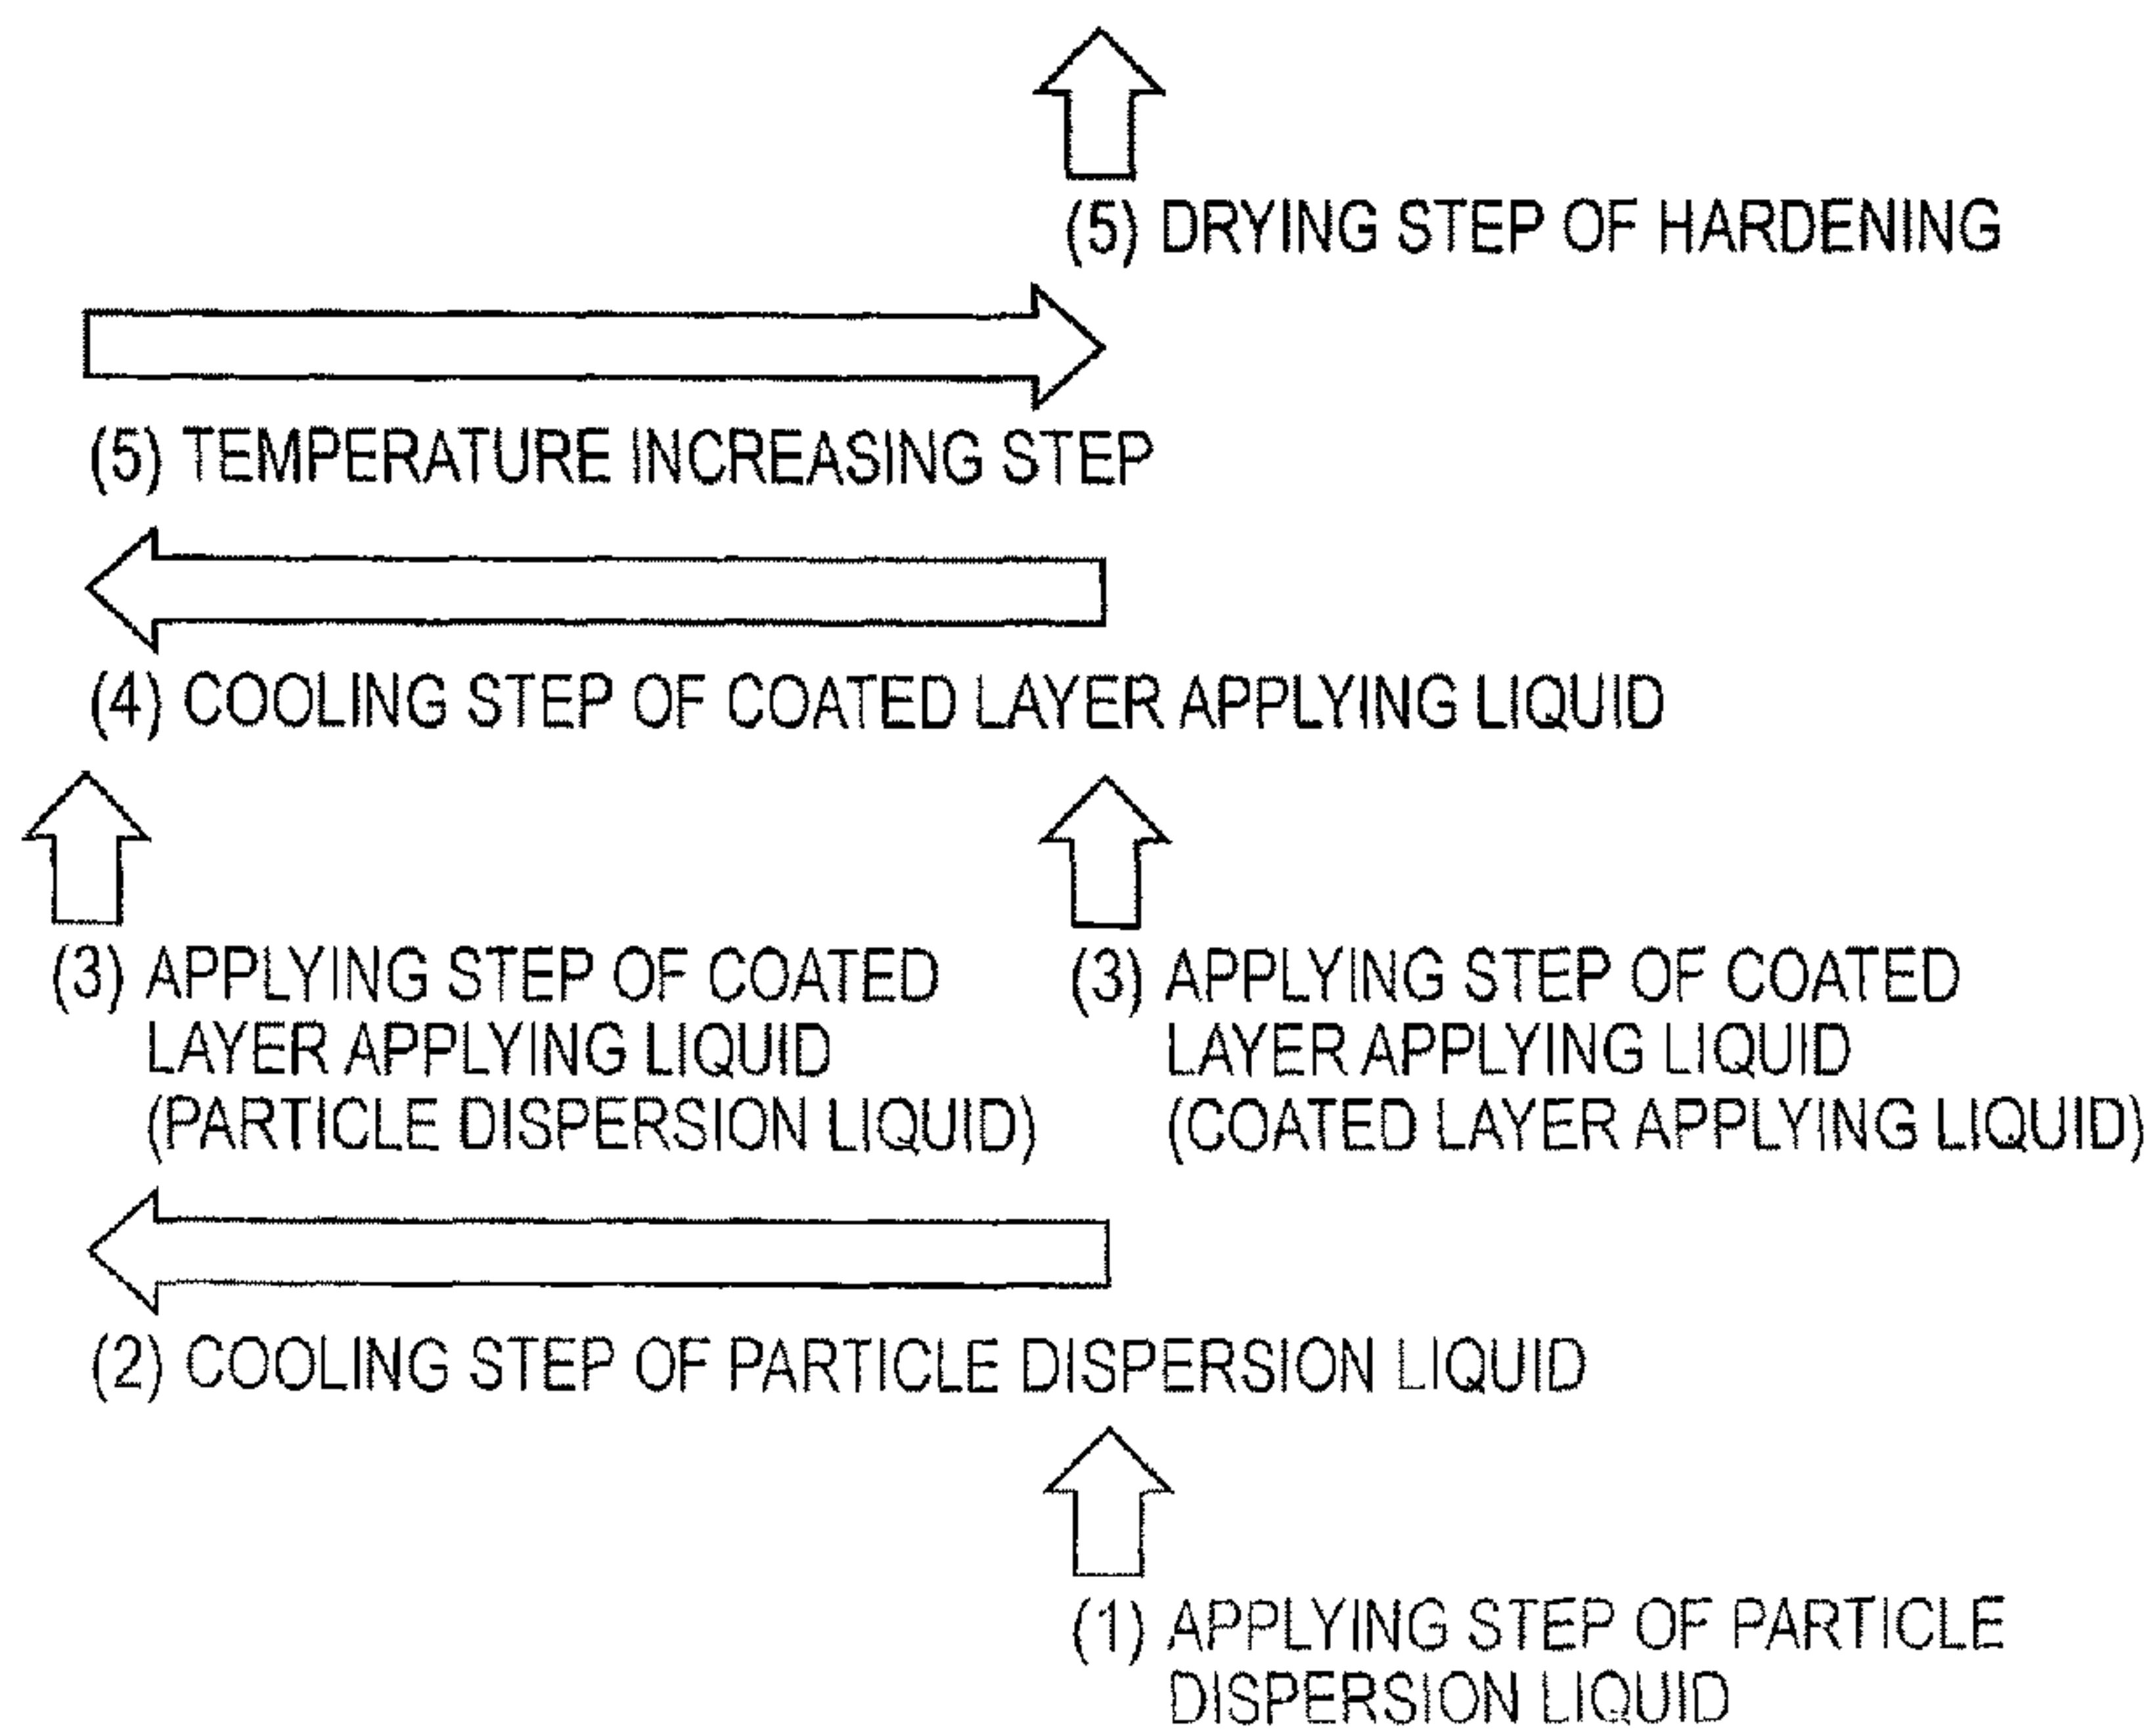 (5) DRYING STEP OF HARDENING
(5) TEMPERATURE INCREASING STEP
(4) COOLING STEP OF COATED LAYER APPLYING LIQUID
(3) APPLYING STEP OF COATED
LAYER APPLYING LIQUID
(PARTICLE DISPERSION LIQUID)
(3) APPLYING STEP OF COATED
LAYER APPLYING LIQUID
(COATED LAYER APPLYING LIQUID)
(2) COOLING STEP OF PARTICLE DISPERSION LIQUID
(1) APPLYING STEP OF PARTICLE
DISPERSION LIQUID